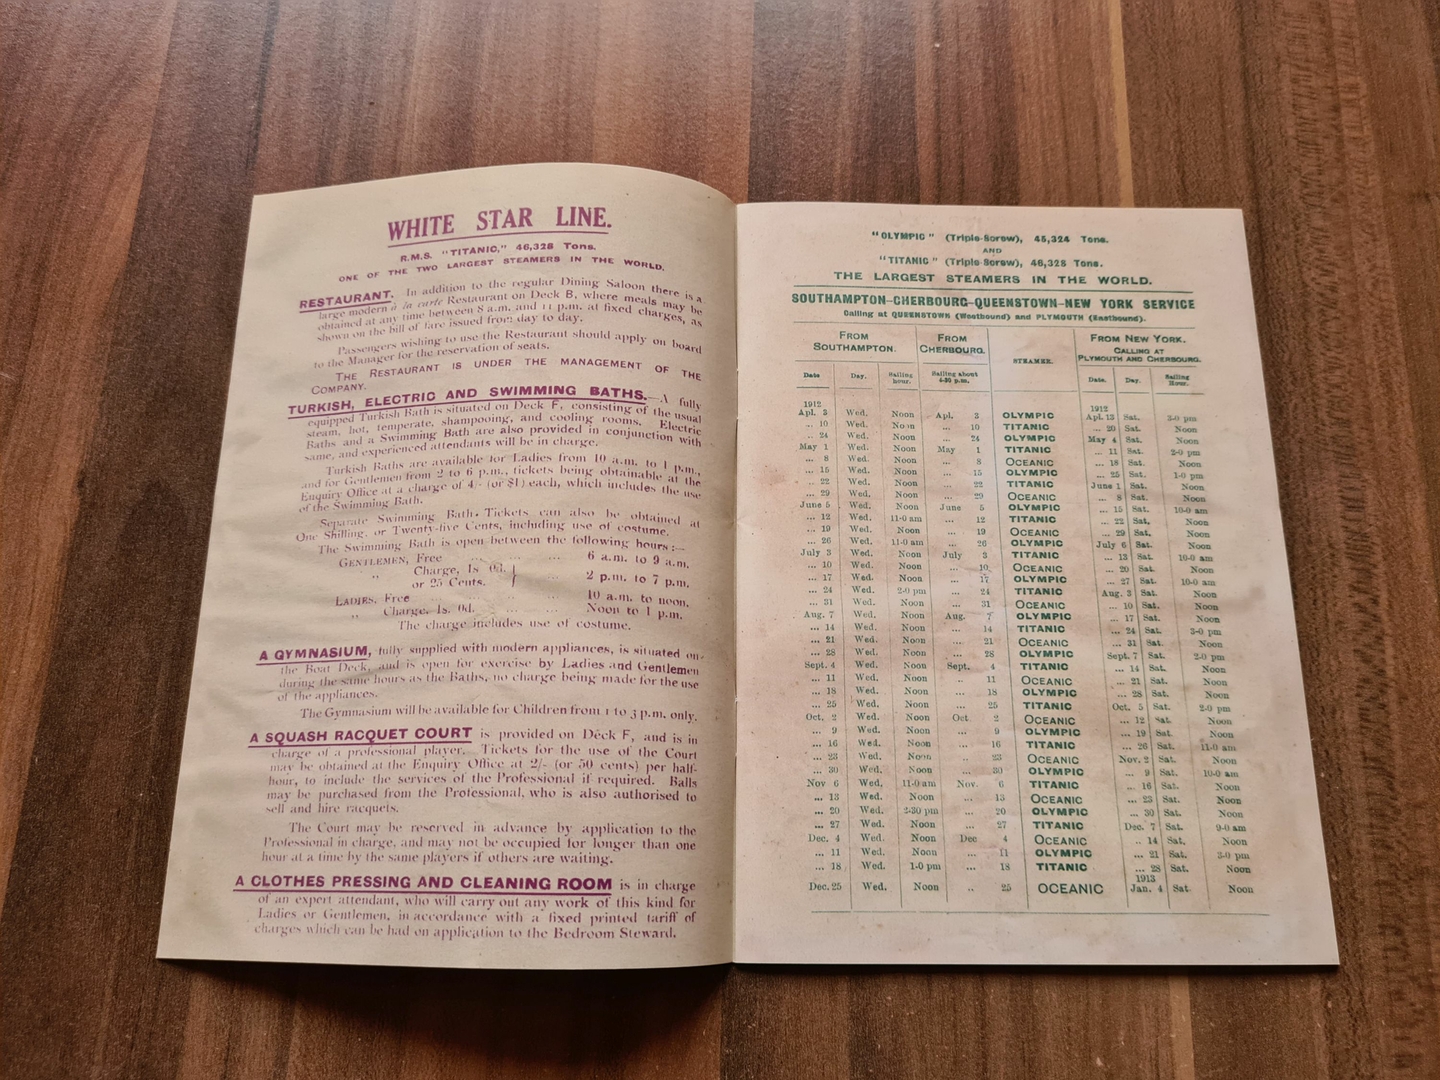 WHITE STAR LINE.
R.M.S. "TITANIC," 46,328 Tons.
ONE OF THE TWO LARGEST STEAMERS IN THE WORLD.
RESTAURANT. In addition to the regular Dining Saloon there is a
large modern à la carte Restaurant on Deck B, where meals may be
obtained at any time between 8 a.m. and 11 p.m. at fixed charges, as
shown on the bill of fare issued from day to day.
Passengers wishing to use the Restaurant should apply on board
to the Manager for the reservation of seats.
THE RESTAURANT IS UNDER THE MANAGEMENT OF THE
COMPANY.
TURKISH, ELECTRIC AND SWIMMING BATHS.—A fully
equipped Turkish Bath is situated on Deck F, consisting of the usual
steam, hot, temperate, shampooing, and cooling rooms. Electric
Baths and a Swimming Bath are also provided in conjunction with
same, and experienced attendants will be in charge.
Turkish Baths are available for Ladies from 10 a.m. to 1 p.m.,
and for Gentlemen from 2 to 6 p.m., tickets being obtainable at the
Enquiry Office at a charge of 4/- (or $1) each, which includes the use
of the Swimming Bath.
Separate Swimming Bath Tickets can also be obtained at
One Shilling, or Twenty-five Cents, including use of costume.
The Swimming Bath is open between the following hours:—
GENTLEMEN, Free ... ... ... 6 a.m. to 9 a.m.
" Charge, 1s 0d. } ... 2 p.m. to 7 p.m.
or 25 Cents.
LADIES, Free ... ... ... 10 a.m. to noon.
" Charge, 1s. 0d. ... ... Noon to 1 p.m.
The charge includes use of costume.
A GYMNASIUM, fully supplied with modern appliances, is situated on
the Boat Deck, and is open for exercise by Ladies and Gentlemen
during the same hours as the Baths, no charge being made for the use
of the appliances.
The Gymnasium will be available for Children from 1 to 3 p.m. only.
A SQUASH RACQUET COURT is provided on Deck F, and is in
charge of a professional player. Tickets for the use of the Court
may be obtained at the Enquiry Office at 2/- (or 50 cents) per half-
hour, to include the services of the Professional if required. Balls
may be purchased from the Professional, who is also authorised to
sell and hire racquets.
The Court may be reserved in advance by application to the
Professional in charge, and may not be occupied for longer than one
hour at a time by the same players if others are waiting.
A CLOTHES PRESSING AND CLEANING ROOM is in charge
of an expert attendant, who will carry out any work of this kind for
Ladies or Gentlemen, in accordance with a fixed printed tariff of
charges which can be had on application to the Bedroom Steward.
"OLYMPIC" (Triple-Screw), 45,324 Tons.
AND
"TITANIC" (Triple-Screw), 46,328 Tons.
THE LARGEST STEAMERS IN THE WORLD.
SOUTHAMPTON–CHERBOURG–QUEENSTOWN–NEW YORK SERVICE
Calling at QUEENSTOWN (Westbound) and PLYMOUTH (Eastbound).
FROM SOUTHAMPTON. FROM CHERBOURG. STEAMER. FROM NEW YORK. CALLING AT PLYMOUTH AND CHERBOURG.
Date Day. Sailing hour. Sailing about 4-30 p.m. Date. Day. Sailing Hour.
1912 1912
Apl. 3 Wed. Noon Apl. 3 OLYMPIC Apl. 13 Sat. 3-0 pm
... 10 Wed. Noon ... 10 TITANIC ... 20 Sat. Noon
... 24 Wed. Noon ... 24 OLYMPIC May 4 Sat. Noon
May 1 Wed. Noon May 1 TITANIC ... 11 Sat. 2-0 pm
... 8 Wed. Noon ... 8 OCEANIC ... 18 Sat. Noon
... 15 Wed. Noon ... 15 OLYMPIC ... 25 Sat. 1-0 pm
... 22 Wed. Noon ... 22 TITANIC June 1 Sat. Noon
... 29 Wed. Noon ... 29 OCEANIC ... 8 Sat. Noon
June 5 Wed. Noon June 5 OLYMPIC ... 15 Sat. 10-0 am
... 12 Wed. 11-0 am ... 12 TITANIC ... 22 Sat. Noon
... 19 Wed. Noon ... 19 OCEANIC ... 29 Sat. Noon
... 26 Wed. 11-0 am ... 26 OLYMPIC July 6 Sat. Noon
July 3 Wed. Noon July 3 TITANIC ... 13 Sat. 10-0 am
... 10 Wed. Noon ... 10 OCEANIC ... 20 Sat. Noon
... 17 Wed. Noon ... 17 OLYMPIC ... 27 Sat. 10-0 am
... 24 Wed. 2-0 pm ... 24 TITANIC Aug. 3 Sat. Noon
... 31 Wed. Noon ... 31 OCEANIC ... 10 Sat. Noon
Aug. 7 Wed. Noon Aug. 7 OLYMPIC ... 17 Sat. Noon
... 14 Wed. Noon ... 14 TITANIC ... 24 Sat. 3-0 pm
... 21 Wed. Noon ... 21 OCEANIC ... 31 Sat. Noon
... 28 Wed. Noon ... 28 OLYMPIC Sept. 7 Sat. 2-0 pm
Sept. 4 Wed. Noon Sept. 4 TITANIC ... 14 Sat. Noon
... 11 Wed. Noon .. 11 OCEANIC ... 21 Sat. Noon
... 18 Wed. Noon ... 18 OLYMPIC ... 28 Sat. Noon
... 25 Wed. Noon ... 25 TITANIC Oct. 5 Sat. 2-0 pm
Oct. 2 Wed. Noon Oct. 2 OCEANIC ... 12 Sat. Noon
... 9 Wed. Noon ... 9 OLYMPIC ... 19 Sat. Noon
... 16 Wed. Noon ... 16 TITANIC ... 26 Sat. 11-0 am
... 23 Wed. Noon .. 23 OCEANIC Nov. 2 Sat. Noon
... 30 Wed. Noon ... 30 OLYMPIC ... 9 Sat. 10-0 am
Nov 6 Wed. 11-0 am Nov. 6 TITANIC ... 16 Sat. Noon
... 13 Wed. Noon ... 13 OCEANIC ... 23 Sat. Noon
... 20 Wed. 2-30 pm ... 20 OLYMPIC ... 30 Sat. Noon
... 27 Wed. Noon ... 27 TITANIC Dec. 7 Sat. 9-0 am
Dec. 4 Wed. Noon Dec 4 OCEANIC .. 14 Sat. Noon
... 11 Wed. Noon ... 11 OLYMPIC ... 21 Sat. 3-0 pm
... 18 Wed. 1-0 pm ... 18 TITANIC ... 28 Sat. Noon
1913
Dec. 25 Wed. Noon .. 25 OCEANIC Jan. 4 Sat. Noon